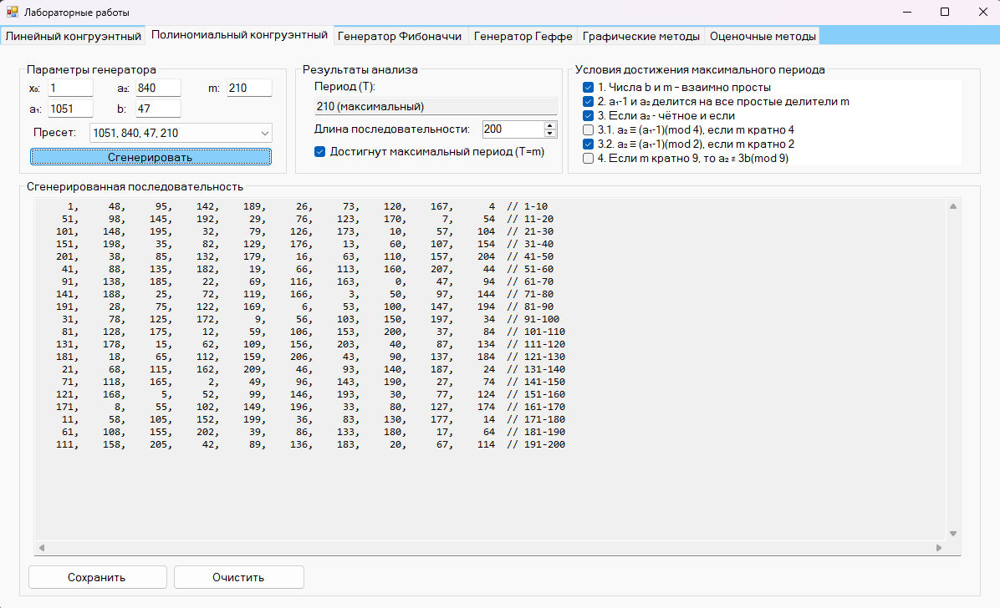 Лабораторные работы
Линейный конгруэнтный Полиномиальный конгруэнтный Генератор Фибоначчи Генератор Геффе Графические методы Оценочные методы
Параметры генератора
x₀: 1 a₂: 840 m: 210
a₁: 1051 b: 47
Пресет: 1051, 840, 47, 210
Сгенерировать
Результаты анализа
Период (T):
210 (максимальный)
Длина последовательности: 200
Достигнут максимальный период (T=m)
Условия достижения максимального периода
1. Числа b и m – взаимно просты
2. a₁-1 и a₂ делится на все простые делители m
3. Если a₂ - чётное и если
3.1. a₂ ≡ (a₁-1)(mod 4), если m кратно 4
3.2. a₂ ≡ (a₁-1)(mod 2), если m кратно 2
4. Если m кратно 9, то a₂ ≢ 3b(mod 9)
Сгенерированная последовательность
1, 48, 95, 142, 189, 26, 73, 120, 167, 4 // 1-10
51, 98, 145, 192, 29, 76, 123, 170, 7, 54 // 11-20
101, 148, 195, 32, 79, 126, 173, 10, 57, 104 // 21-30
151, 198, 35, 82, 129, 176, 13, 60, 107, 154 // 31-40
201, 38, 85, 132, 179, 16, 63, 110, 157, 204 // 41-50
41, 88, 135, 182, 19, 66, 113, 160, 207, 44 // 51-60
91, 138, 185, 22, 69, 116, 163, 0, 47, 94 // 61-70
141, 188, 25, 72, 119, 166, 3, 50, 97, 144 // 71-80
191, 28, 75, 122, 169, 6, 53, 100, 147, 194 // 81-90
31, 78, 125, 172, 9, 56, 103, 150, 197, 34 // 91-100
81, 128, 175, 12, 59, 106, 153, 200, 37, 84 // 101-110
131, 178, 15, 62, 109, 156, 203, 40, 87, 134 // 111-120
181, 18, 65, 112, 159, 206, 43, 90, 137, 184 // 121-130
21, 68, 115, 162, 209, 46, 93, 140, 187, 24 // 131-140
71, 118, 165, 2, 49, 96, 143, 190, 27, 74 // 141-150
121, 168, 5, 52, 99, 146, 193, 30, 77, 124 // 151-160
171, 8, 55, 102, 149, 196, 33, 80, 127, 174 // 161-170
11, 58, 105, 152, 199, 36, 83, 130, 177, 14 // 171-180
61, 108, 155, 202, 39, 86, 133, 180, 17, 64 // 181-190
111, 158, 205, 42, 89, 136, 183, 20, 67, 114 // 191-200
Сохранить Очистить